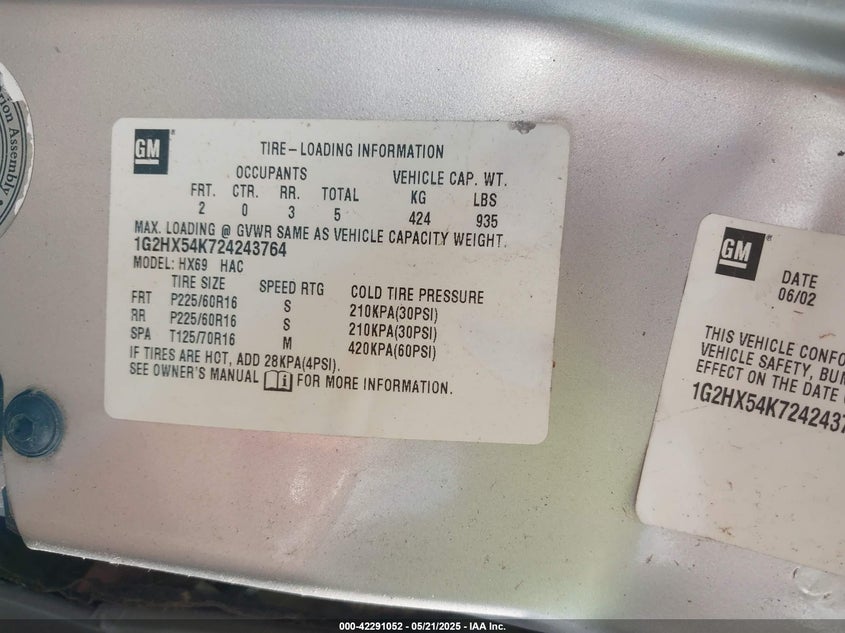 rion Assembly •
GM
TIRE-LOADING INFORMATION
OCCUPANTS VEHICLE CAP. WT.
FRT. CTR. RR. TOTAL KG LBS
2 0 3 5 424 935
MAX. LOADING @ GVWR SAME AS VEHICLE CAPACITY WEIGHT.
1G2HX54K724243764
MODEL: HX69 HAC
TIRE SIZE SPEED RTG COLD TIRE PRESSURE
FRT P225/60R16 S 210KPA(30PSI)
RR P225/60R16 S 210KPA(30PSI)
SPA T125/70R16 M 420KPA(60PSI)
IF TIRES ARE HOT, ADD 28KPA(4PSI).
SEE OWNER'S MANUAL FOR MORE INFORMATION.
GM
DATE
06/02
THIS VEHICLE CONFO
VEHICLE SAFETY, BUM
EFFECT ON THE DATE
1G2HX54K7242437
000-42291052 - 05/21/2025 - IAA Inc.